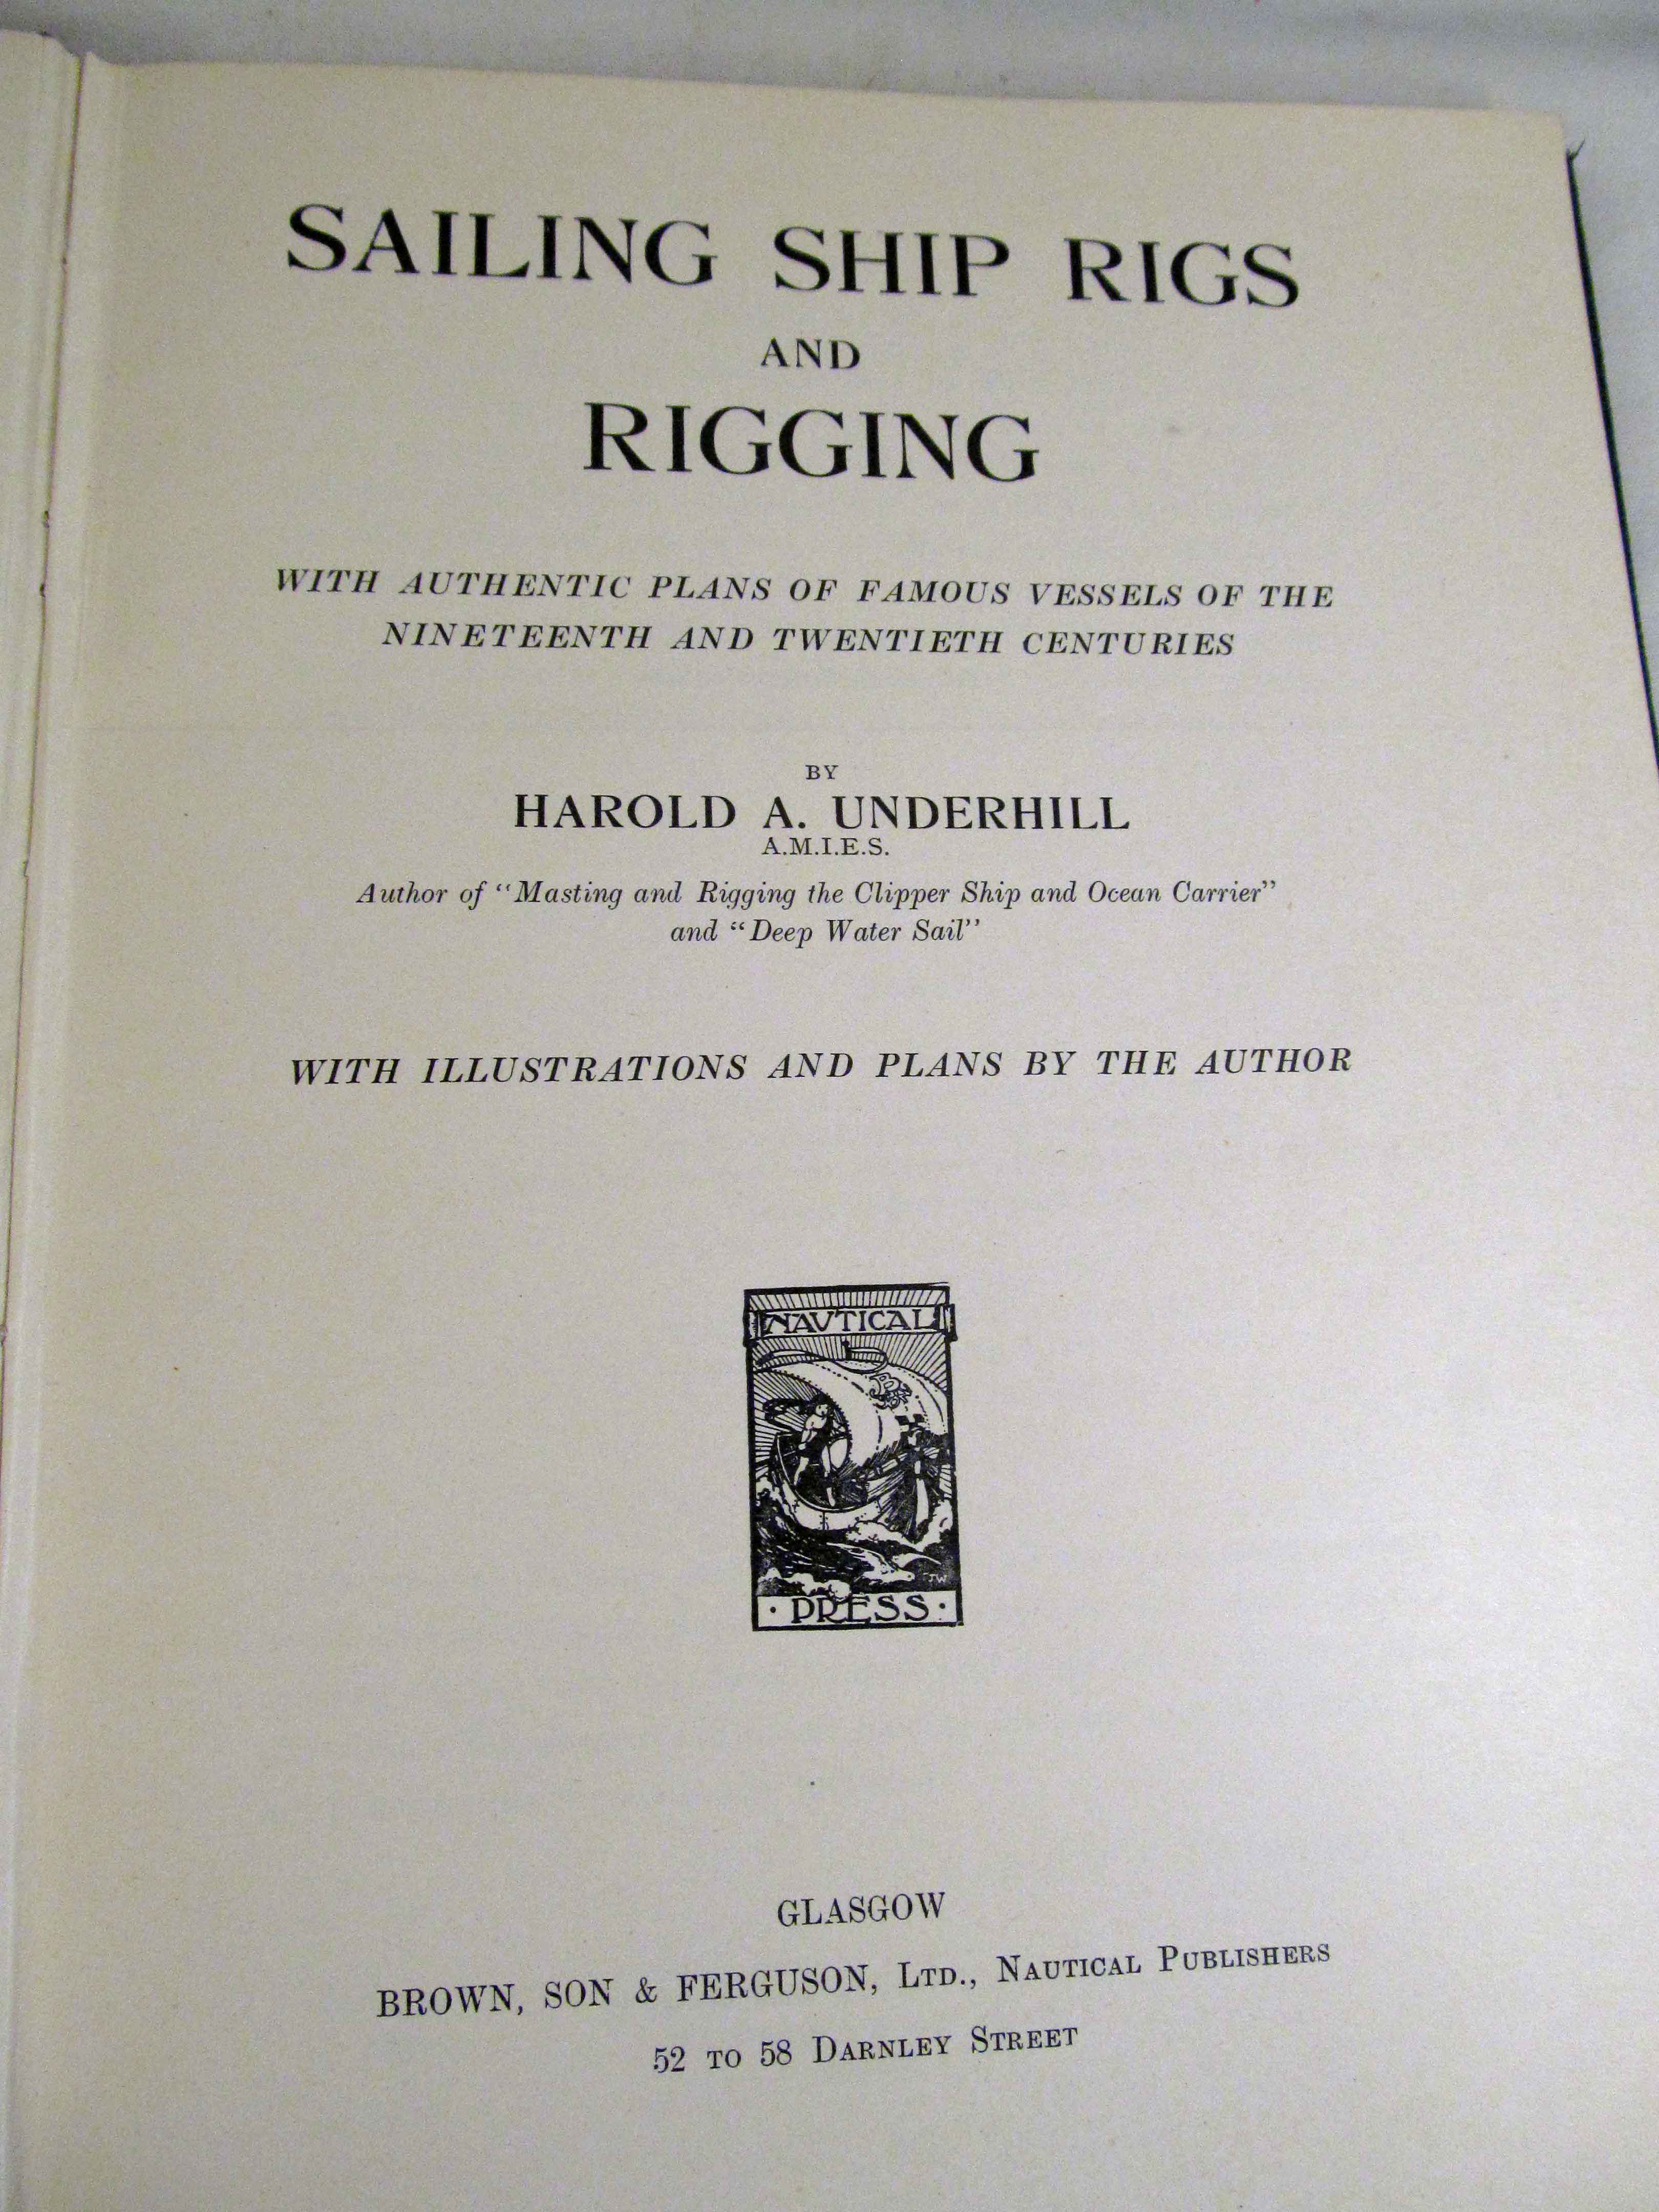 SAILING SHIP RIGS
AND
RIGGING
WITH AUTHENTIC PLANS OF FAMOUS VESSELS OF THE
NINETEENTH AND TWENTIETH CENTURIES
BY
HAROLD A. UNDERHILL
A.M.I.E.S.
Author of “Masting and Rigging the Clipper Ship and Ocean Carrier”
and “Deep Water Sail”
WITH ILLUSTRATIONS AND PLANS BY THE AUTHOR
NAVTICAL
JW
· PRESS ·
GLASGOW
BROWN, SON & FERGUSON, LTD., NAUTICAL PUBLISHERS
52 TO 58 DARNLEY STREET